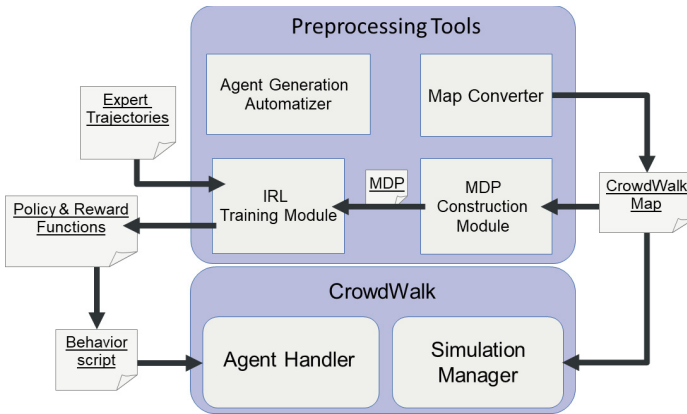 Preprocessing Tools
Agent Generation
Automatizer
Map Converter
Expert
Trajectories
IRL
Training Module
MDP
MDP
Construction
Module
CrowdWalk
Map
Policy & Reward
Functions
CrowdWalk
Behavior
script
Agent Handler
Simulation
Manager